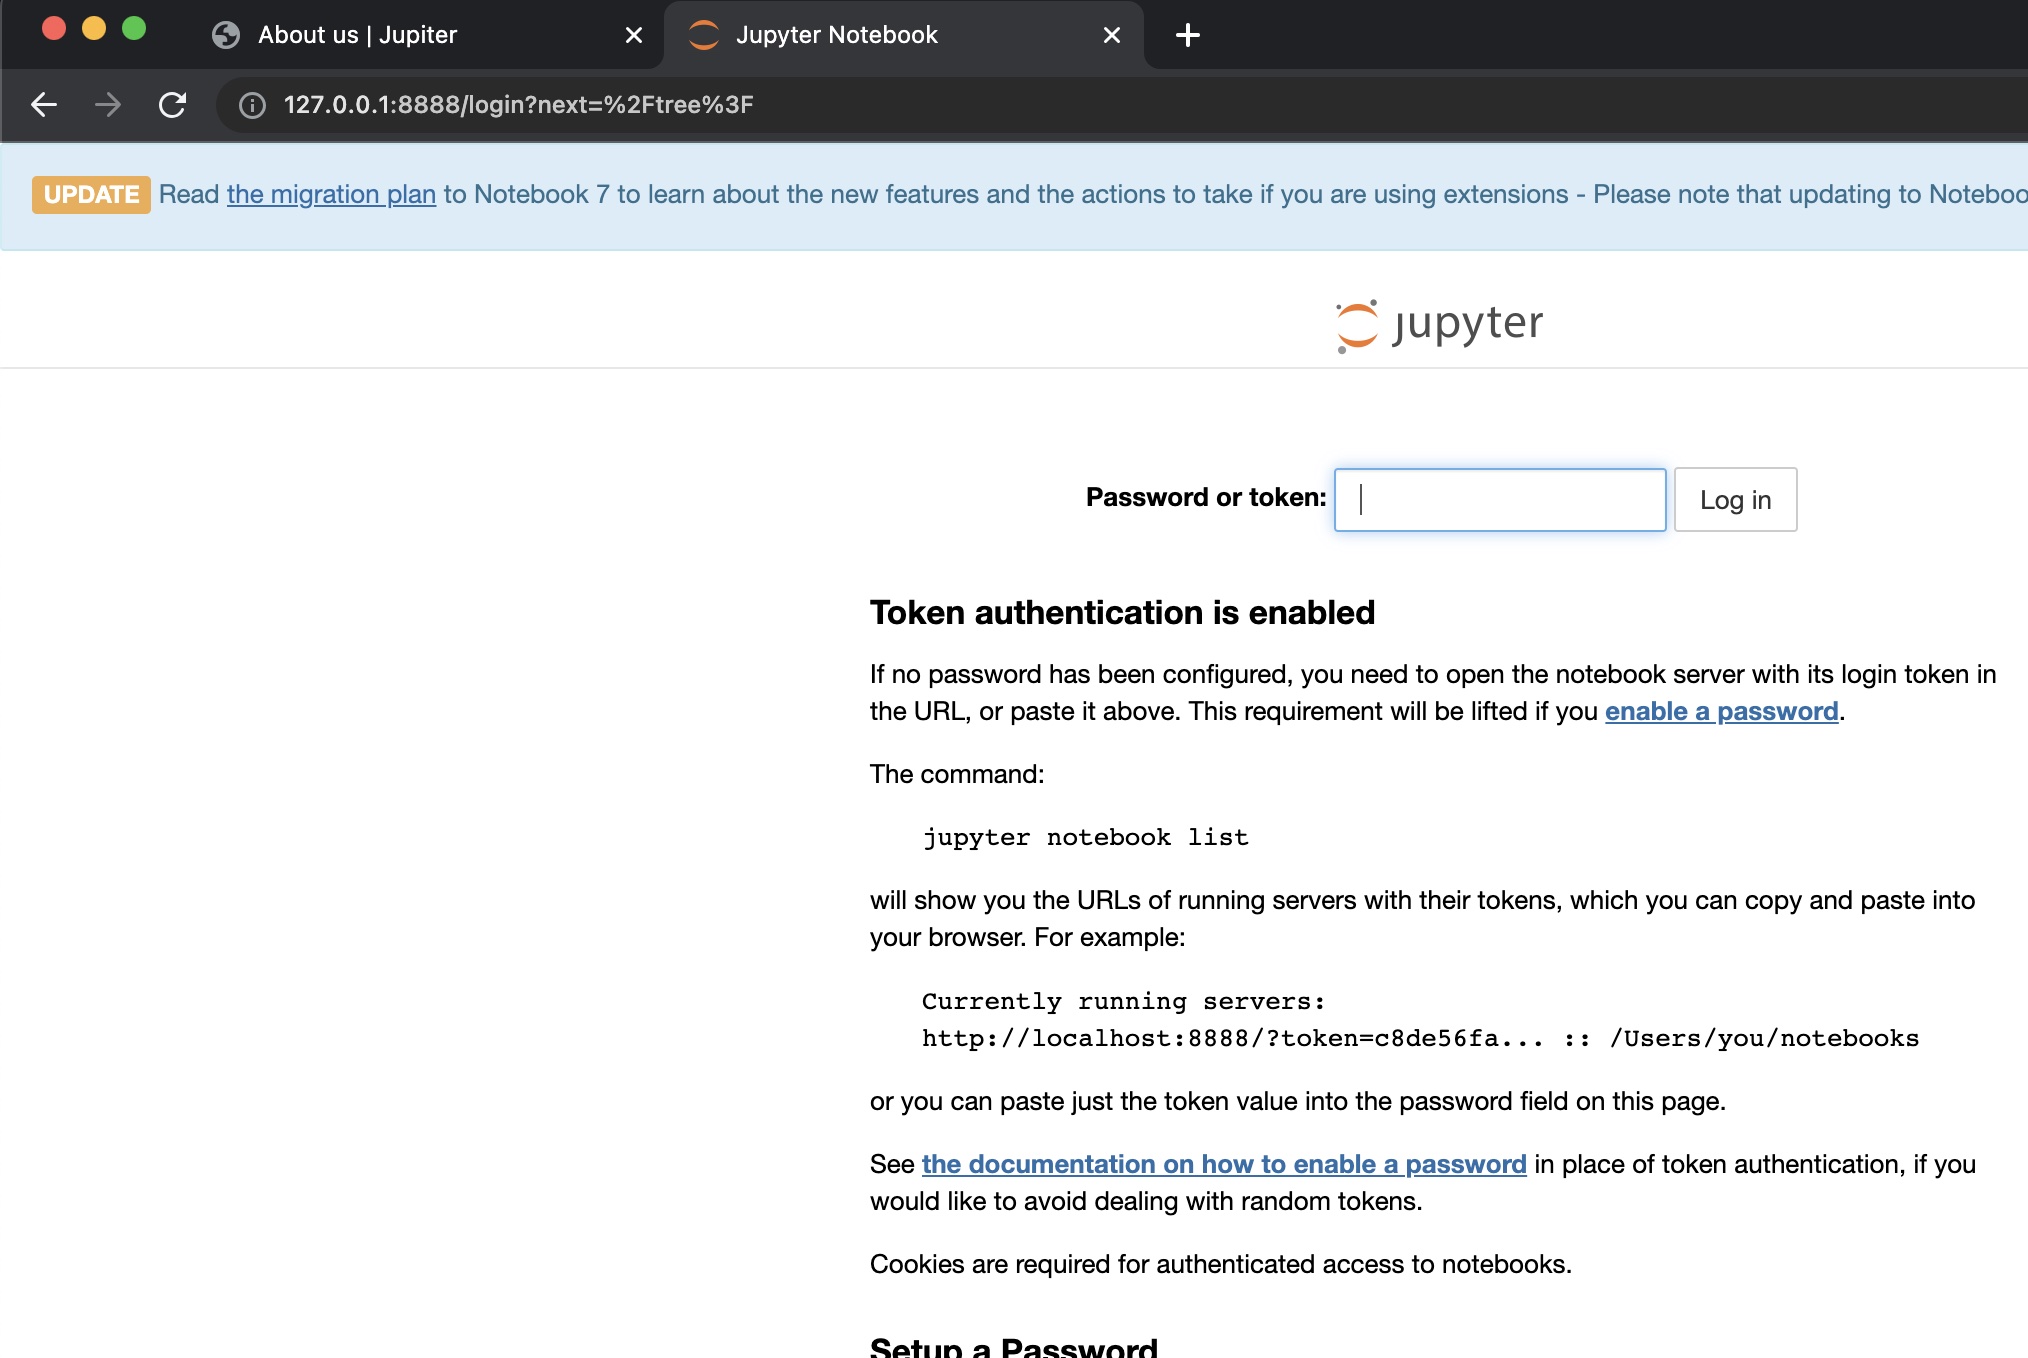 About us | Jupiter
Jupyter Notebook
127.0.0.1:8888/login?next=%2Ftree%3F
UPDATE Read the migration plan to Notebook 7 to learn about the new features and the actions to take if you are using extensions - Please note that updating to
jupyter
Password or token: Log in
Token authentication is enabled
If no password has been configured, you need to open the notebook server with its login token in
the URL, or paste it above. This requirement will be lifted if you enable a password.
The command:
jupyter notebook list
will show you the URLs of running servers with their tokens, which you can copy and paste into
your browser. For example:
Currently running servers:
http://localhost:8888/?token=c8de56fa... :: /Users/you/notebooks
or you can paste just the token value into the password field on this page.
See the documentation on how to enable a password in place of token authentication, if you
would like to avoid dealing with random tokens.
Cookies are required for authenticated access to notebooks.
Setup a Password